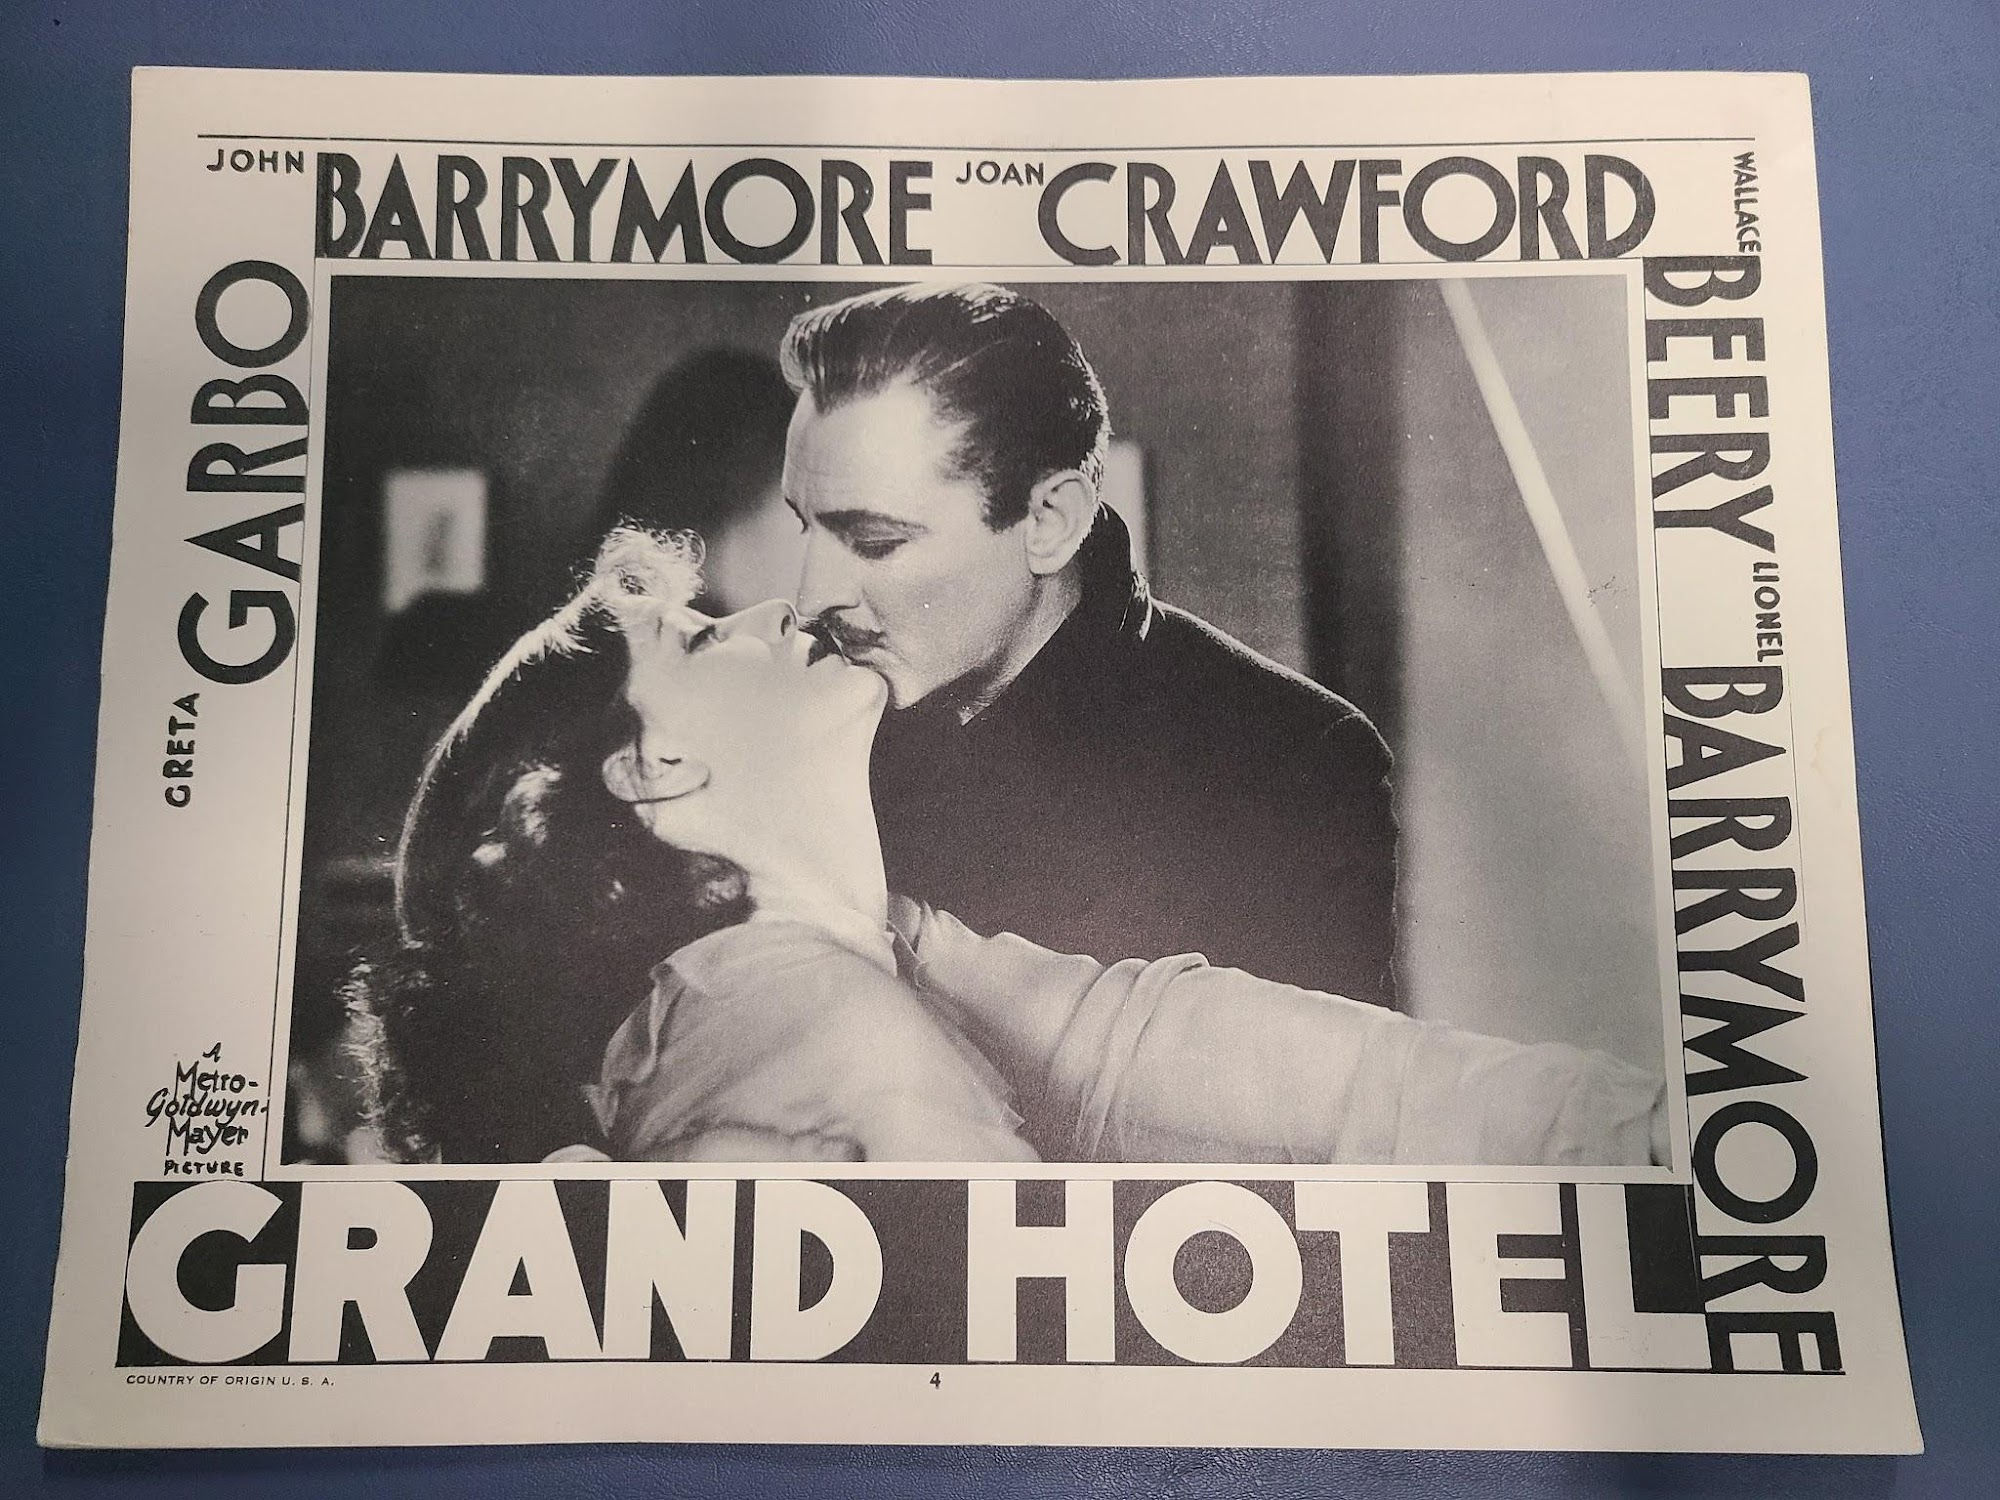 JOHN BARRYMORE JOAN CRAWFORD
WALLACE BEERY LIONEL BARRYMORE
GRETA GARBO
A
Metro-
Goldwyn-
Mayer
PICTURE
GRAND HOTEL
COUNTRY OF ORIGIN U. S. A.
4